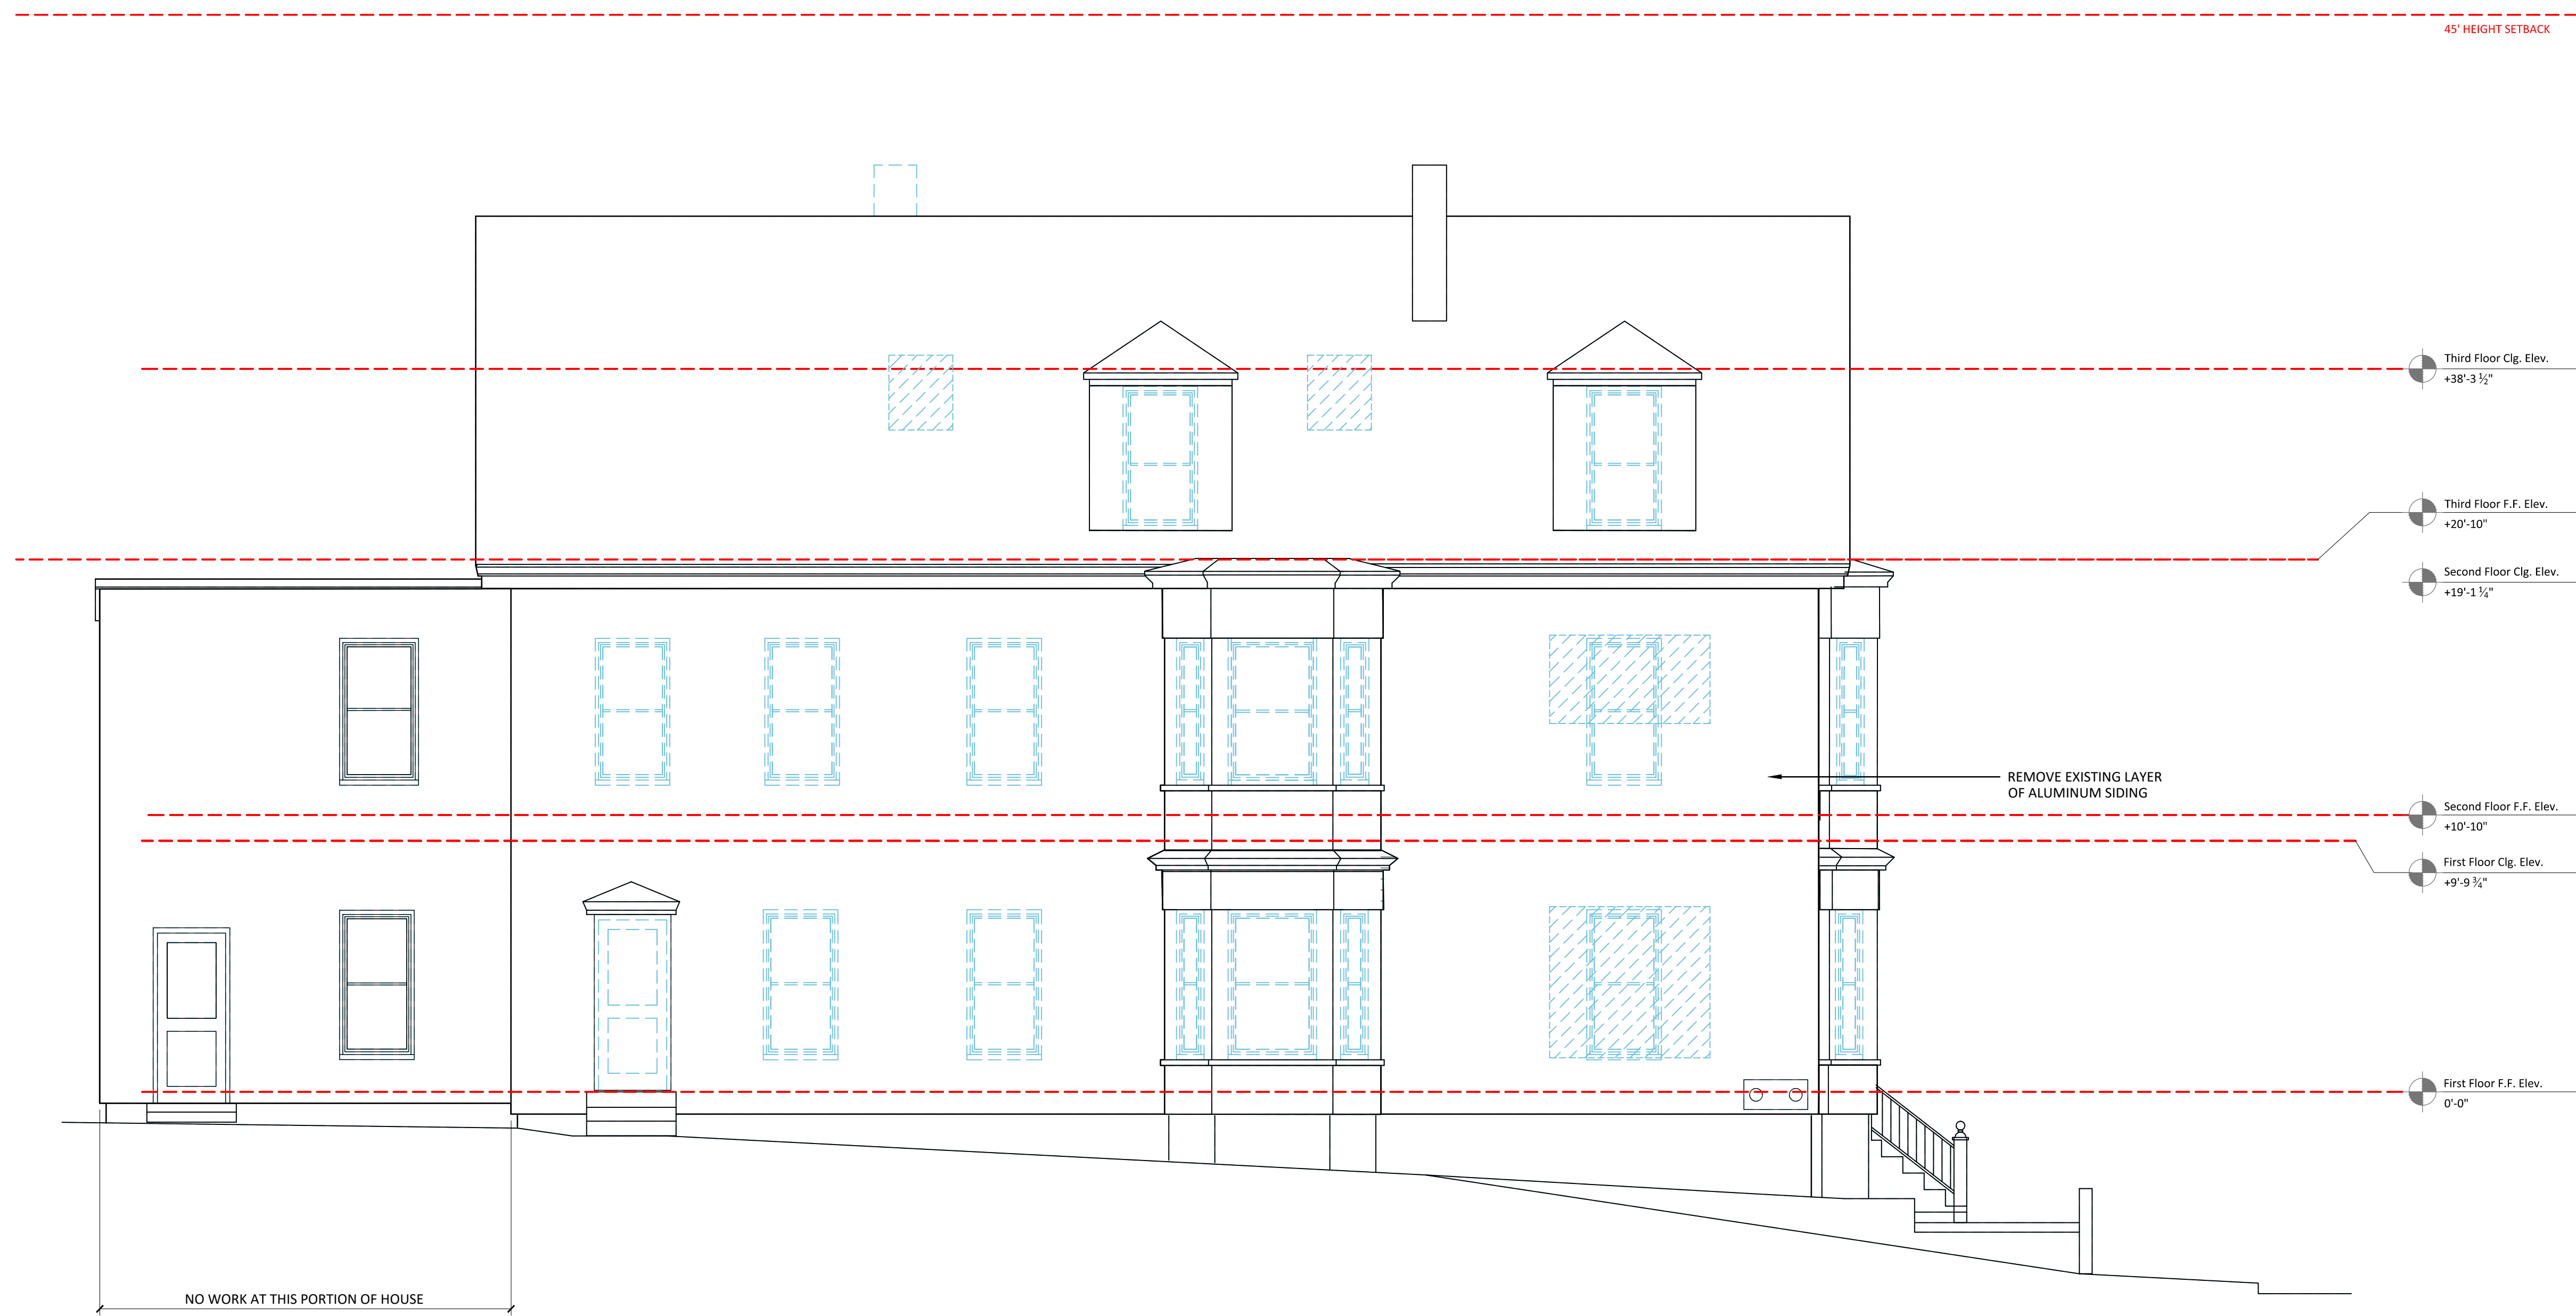 45' HEIGHT SETBACK
Third Floor Clg. Elev.
+38'-3 ½"
Third Floor F.F. Elev.
+20'-10"
Second Floor Clg. Elev.
+19'-1 ¼"
REMOVE EXISTING LAYER
OF ALUMINUM SIDING
Second Floor F.F. Elev.
+10'-10"
First Floor Clg. Elev.
+9'-9 ¾"
First Floor F.F. Elev.
0'-0"
NO WORK AT THIS PORTION OF HOUSE